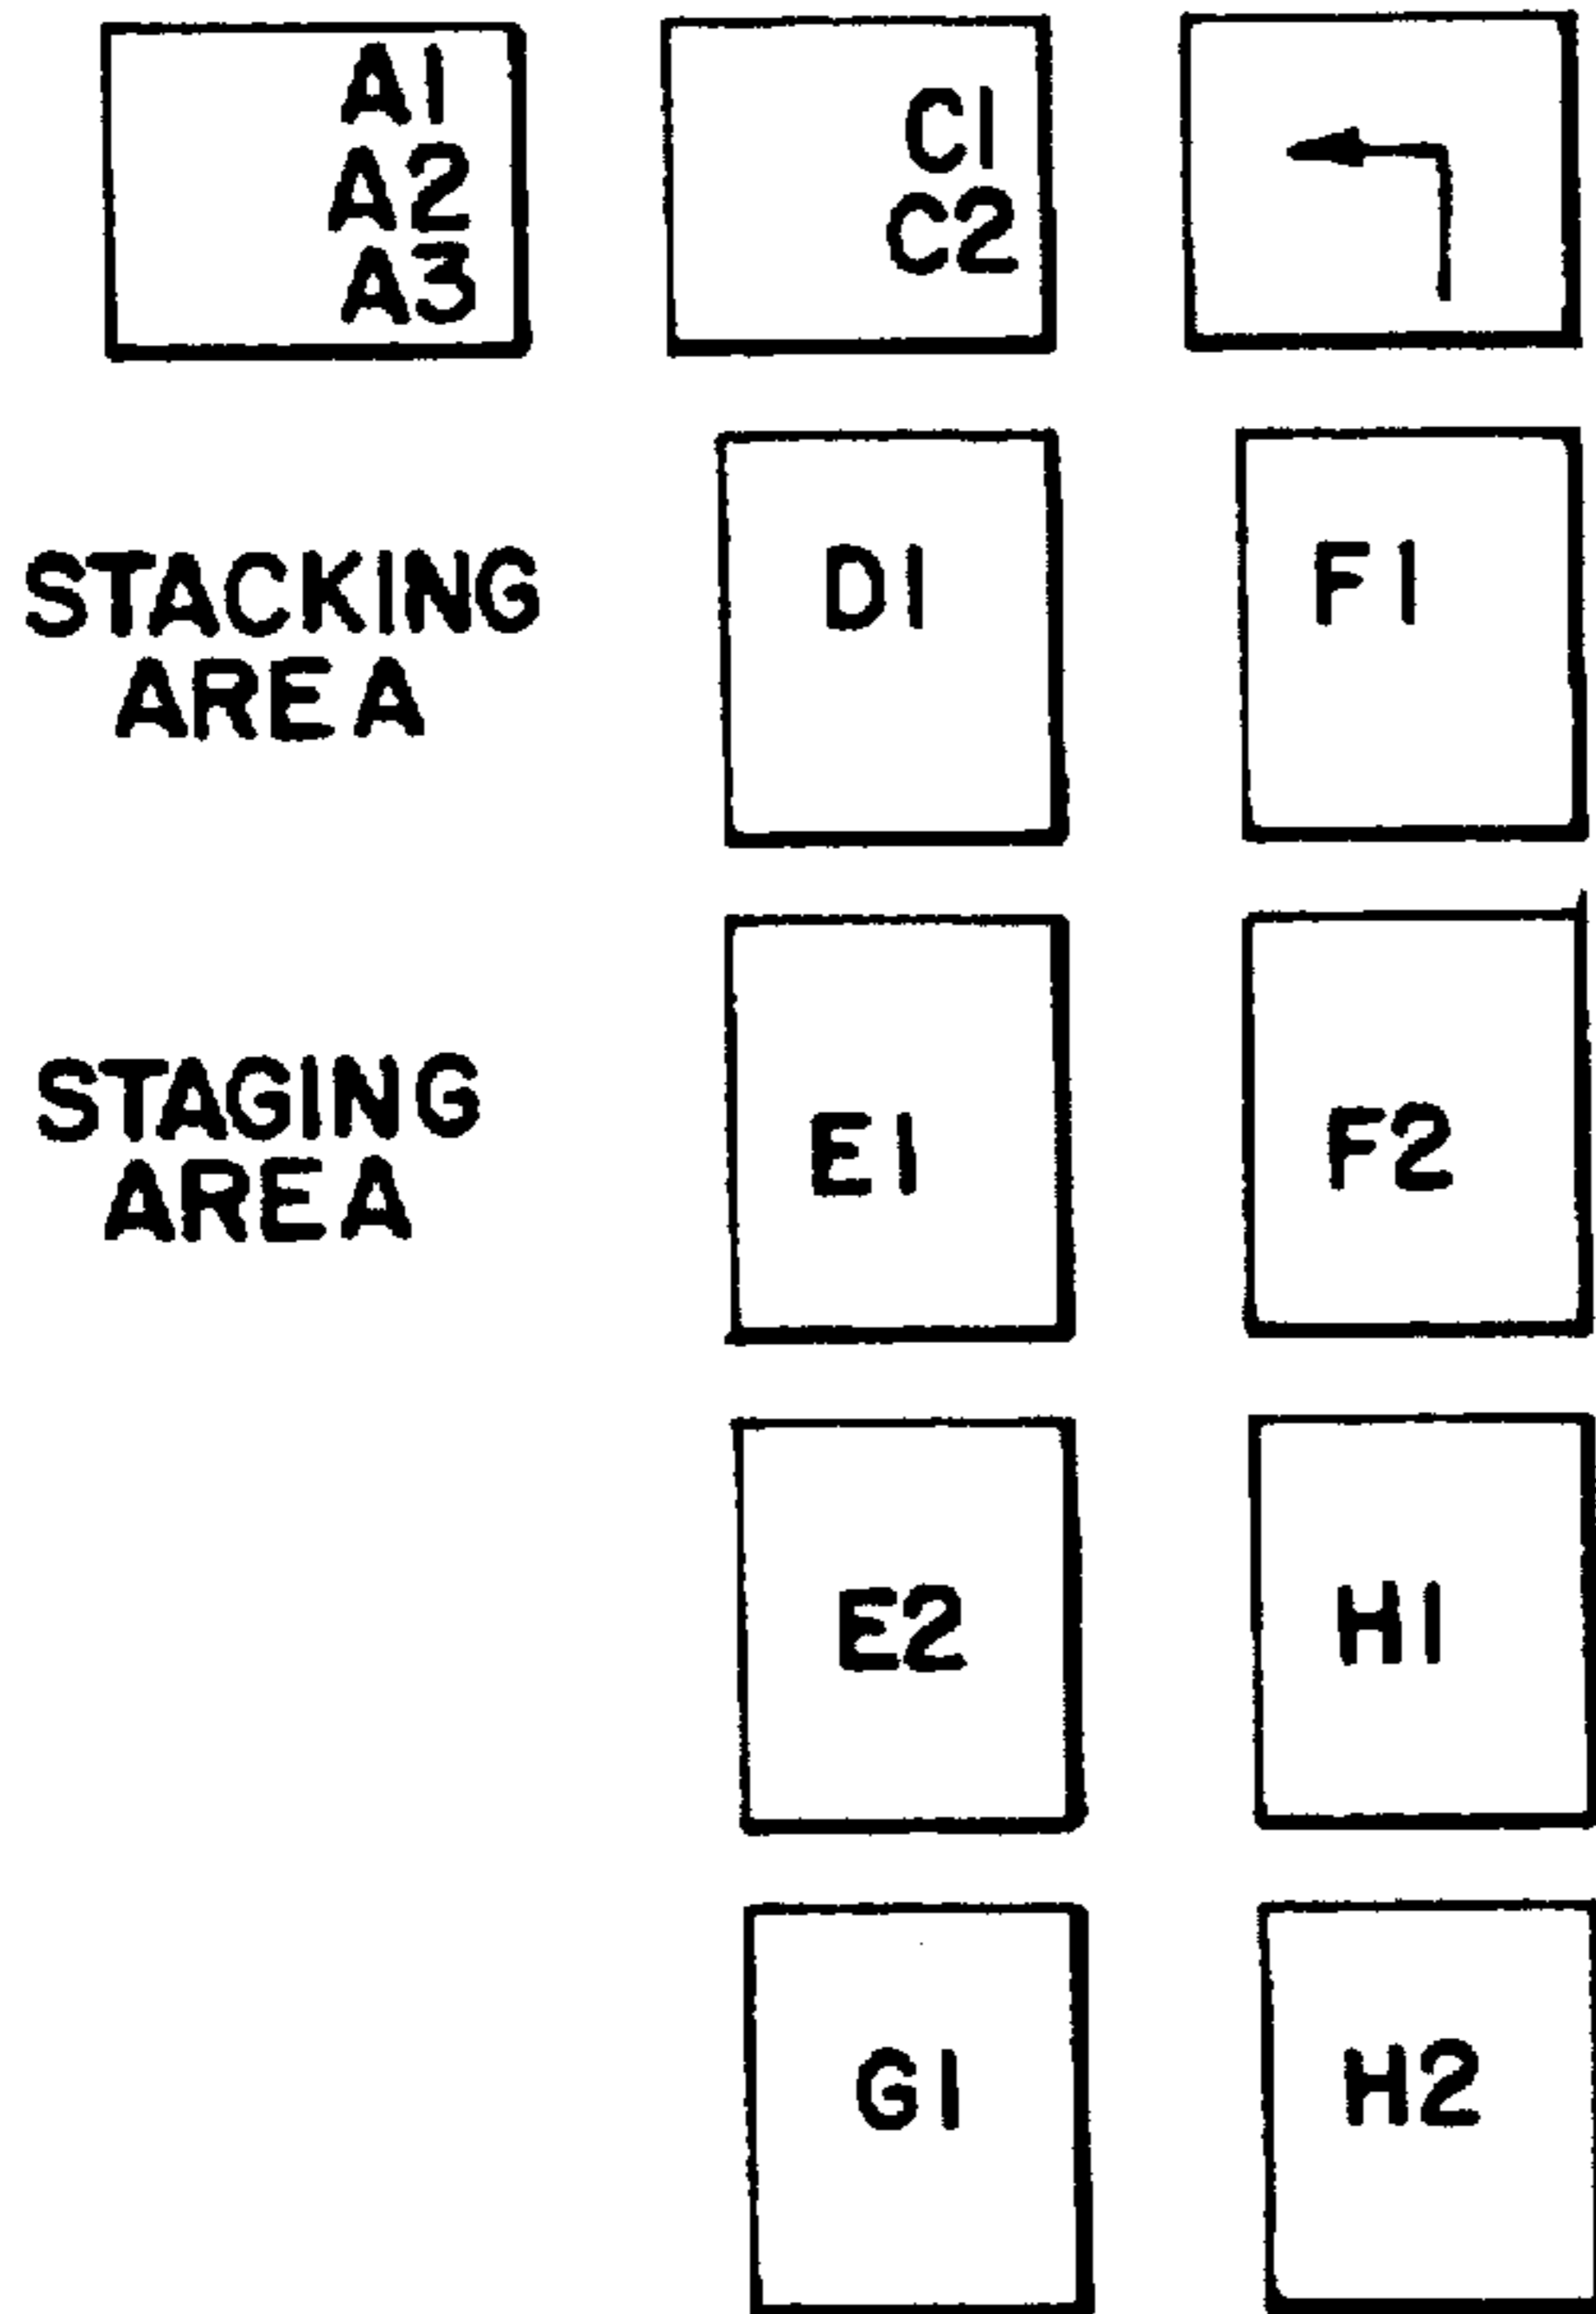 A1
A2
A3
C1
C2
STACKING
AREA
D1
F1
STAGING
AREA
E1
F2
E2
H1
G1
H2